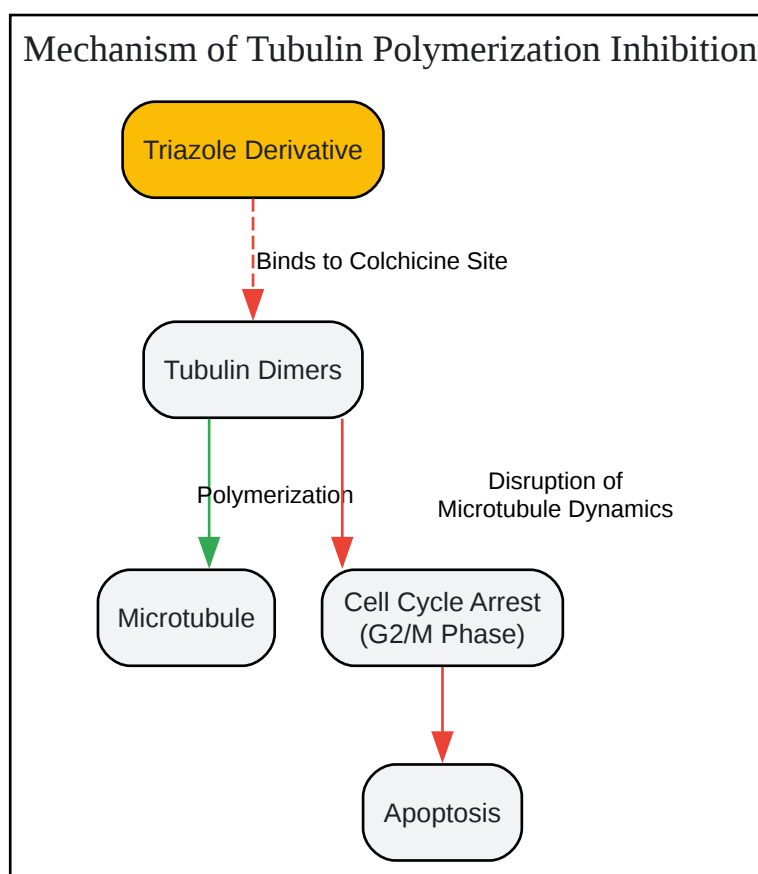 Mechanism of Tubulin Polymerization Inhibition
Triazole Derivative
Binds to Colchicine Site
Tubulin Dimers
Polymerization
Disruption of
Microtubule Dynamics
Microtubule
Cell Cycle Arrest
(G2/M Phase)
Apoptosis